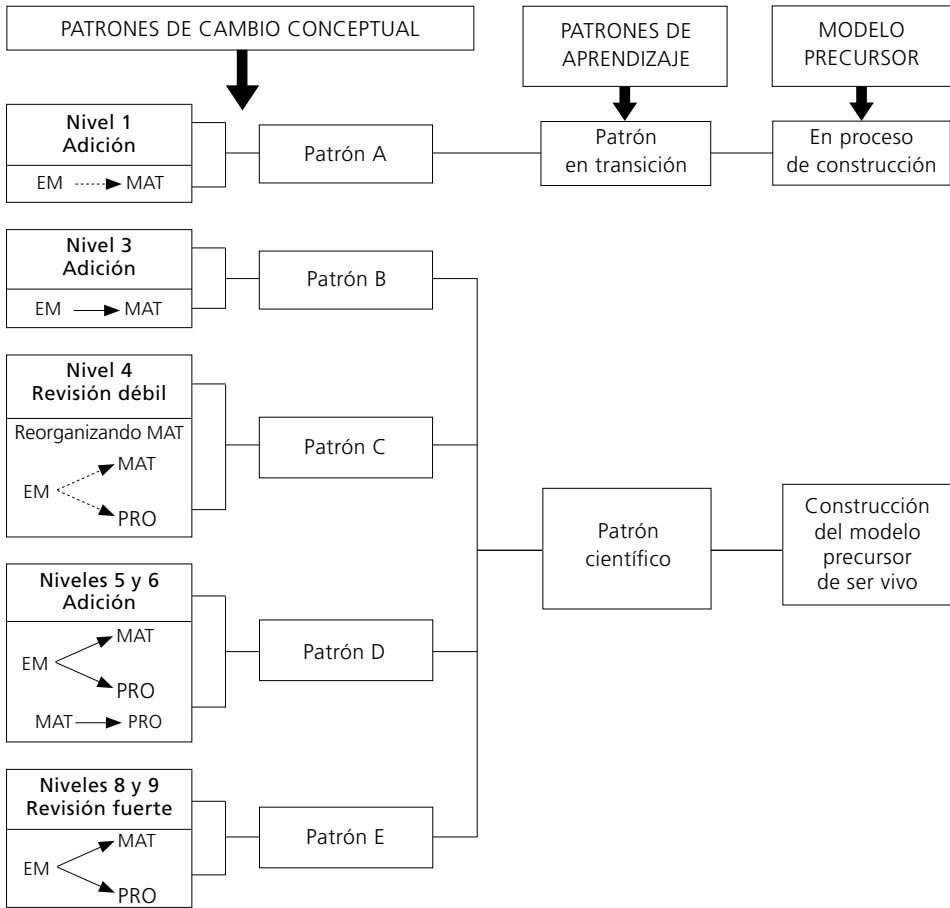 PATRONES DE CAMBIO CONCEPTUAL
PATRONES DE
APRENDIZAJE
MODELO
PRECURSOR
Nivel 1
Adición
EM MAT
Patrón A
Patrón
en transición
En proceso
de construcción
Nivel 3
Adición
EM MAT
Patrón B
Nivel 4
Revisión débil
Reorganizando MAT
MAT
EM
PRO
Patrón C
Patrón
científico
Construcción
del modelo
precursor
de ser vivo
Niveles 5 y 6
Adición
MAT
EM
PRO
MAT PRO
Patrón D
Niveles 8 y 9
Revisión fuerte
MAT
EM
PRO
Patrón E